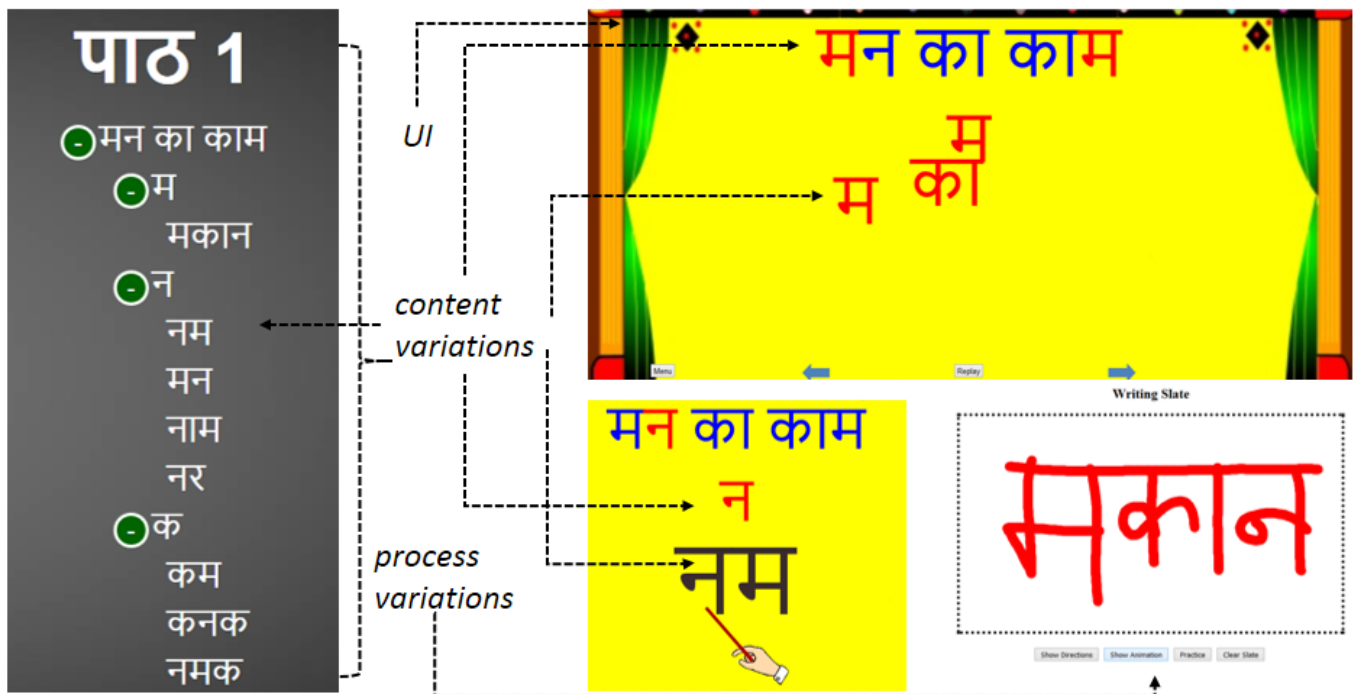 पाठ 1
- मन का काम
- म
मकान
- न
नम
मन
नाम
नर
- क
कम
कनक
नमक
UI
content
variations
process
variations
मन का काम
म
का
म
Menu
Replay
मन का काम
न
नम
Writing Slate
मकान
Show Directions
Show Animation
Practice
Clear Slate